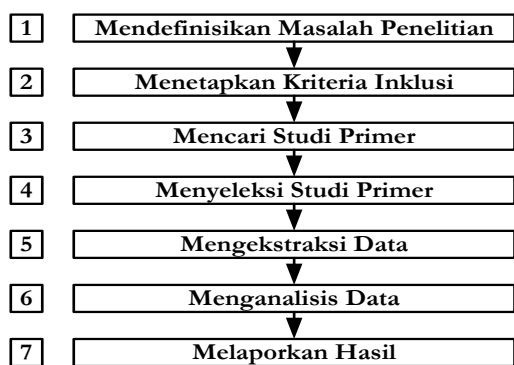 1 Mendefinisikan Masalah Penelitian
2 Menetapkan Kriteria Inklusi
3 Mencari Studi Primer
4 Menyeleksi Studi Primer
5 Mengekstraksi Data
6 Menganalisis Data
7 Melaporkan Hasil